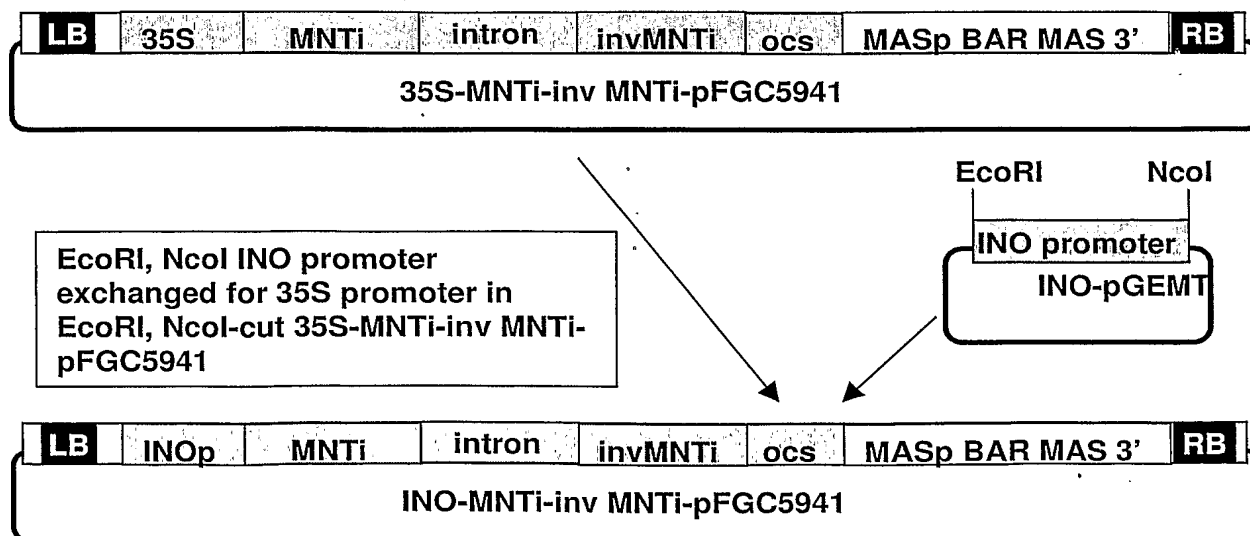 LB 35S MNTi intron invMNTi ocs MASp BAR MAS 3' RB
35S-MNTi-inv MNTi-pFGC5941
EcoRI NcoI
INO promoter
INO-pGEMT
EcoRI, NcoI INO promoter
exchanged for 35S promoter in
EcoRI, NcoI-cut 35S-MNTi-inv MNTi-
pFGC5941
LB INOp MNTi intron invMNTi ocs MASp BAR MAS 3' RB
INO-MNTi-inv MNTi-pFGC5941